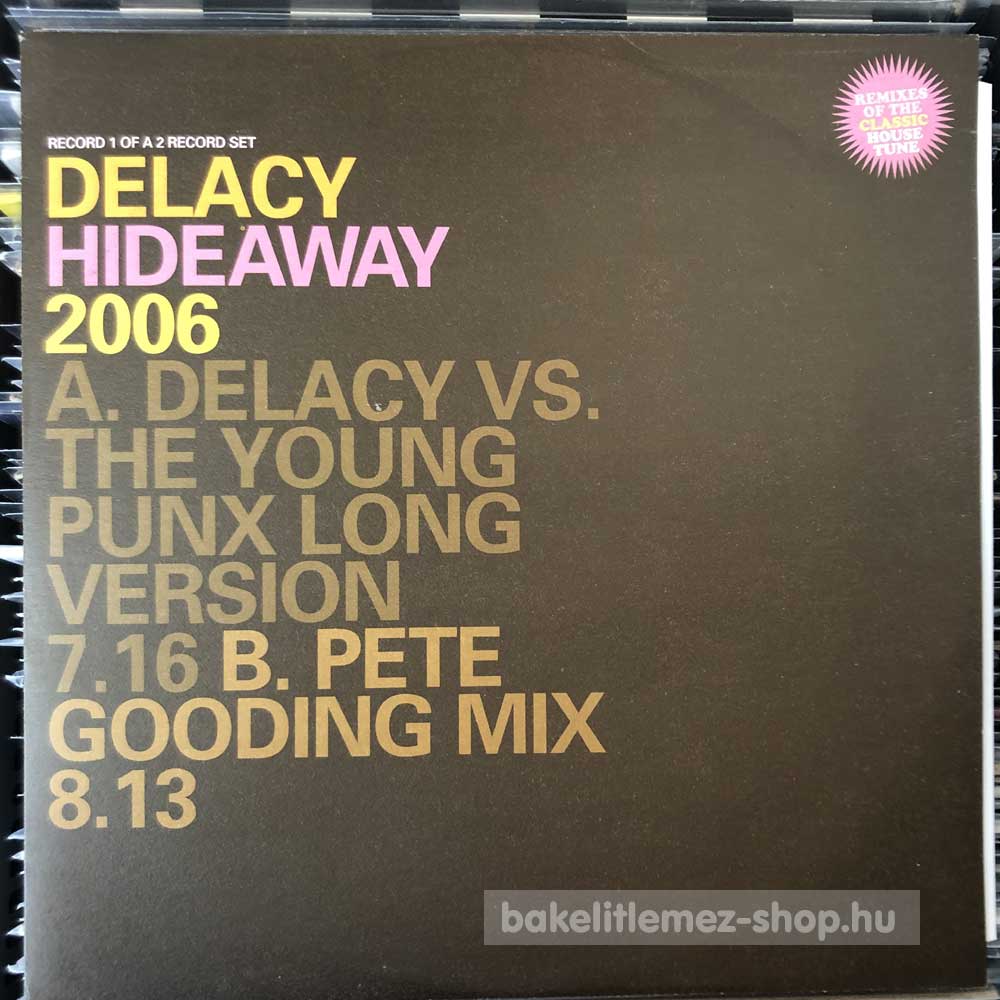 RECORD 1 OF A 2 RECORD SET
DELACY
HIDEAWAY
2006
A. DELACY VS.
THE YOUNG
PUNX LONG
VERSION
7.16 B. PETE
GOODING MIX
8.13
REMIXES
OF THE
CLASSIC
HOUSE
TUNE
bakelitlemez-shop.hu